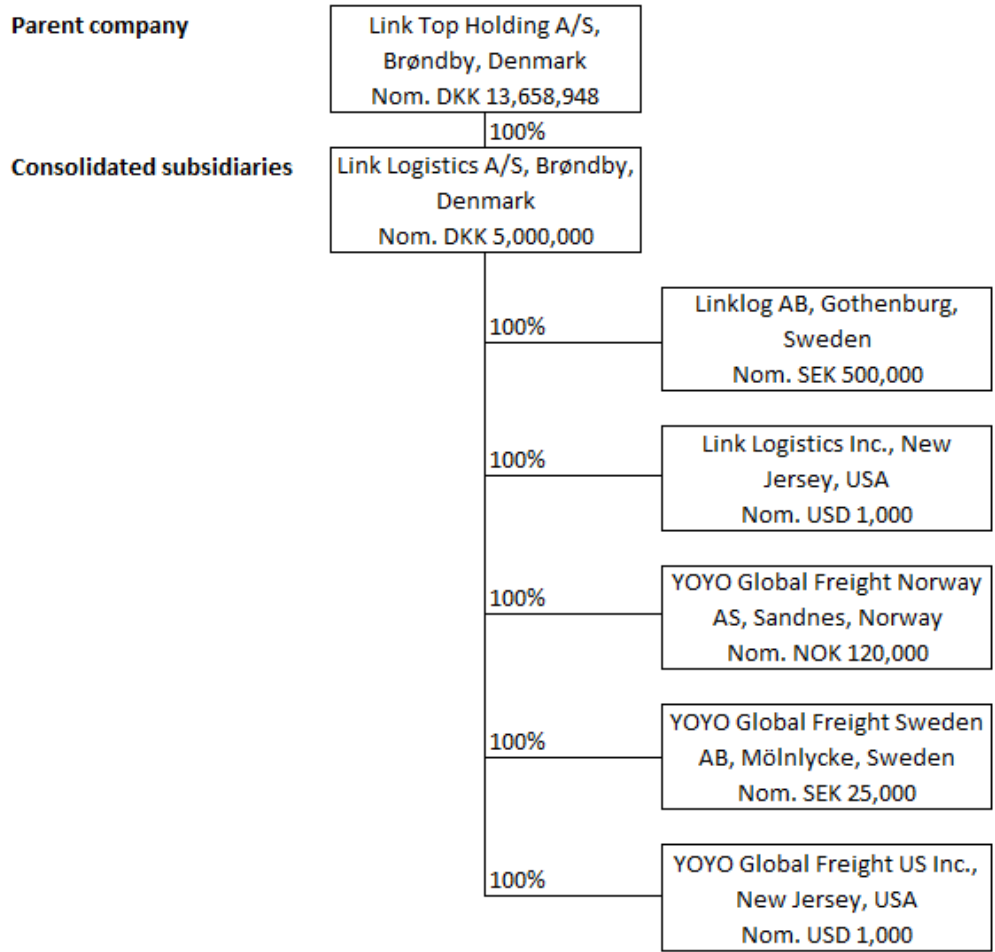 Parent company
Link Top Holding A/S,
Brøndby, Denmark
Nom. DKK 13,658,948
100%
Consolidated subsidiaries
Link Logistics A/S, Brøndby,
Denmark
Nom. DKK 5,000,000
100%
Linklog AB, Gothenburg,
Sweden
Nom. SEK 500,000
100%
Link Logistics Inc., New
Jersey, USA
Nom. USD 1,000
100%
YOYO Global Freight Norway
AS, Sandnes, Norway
Nom. NOK 120,000
100%
YOYO Global Freight Sweden
AB, Mölnlycke, Sweden
Nom. SEK 25,000
100%
YOYO Global Freight US Inc.,
New Jersey, USA
Nom. USD 1,000